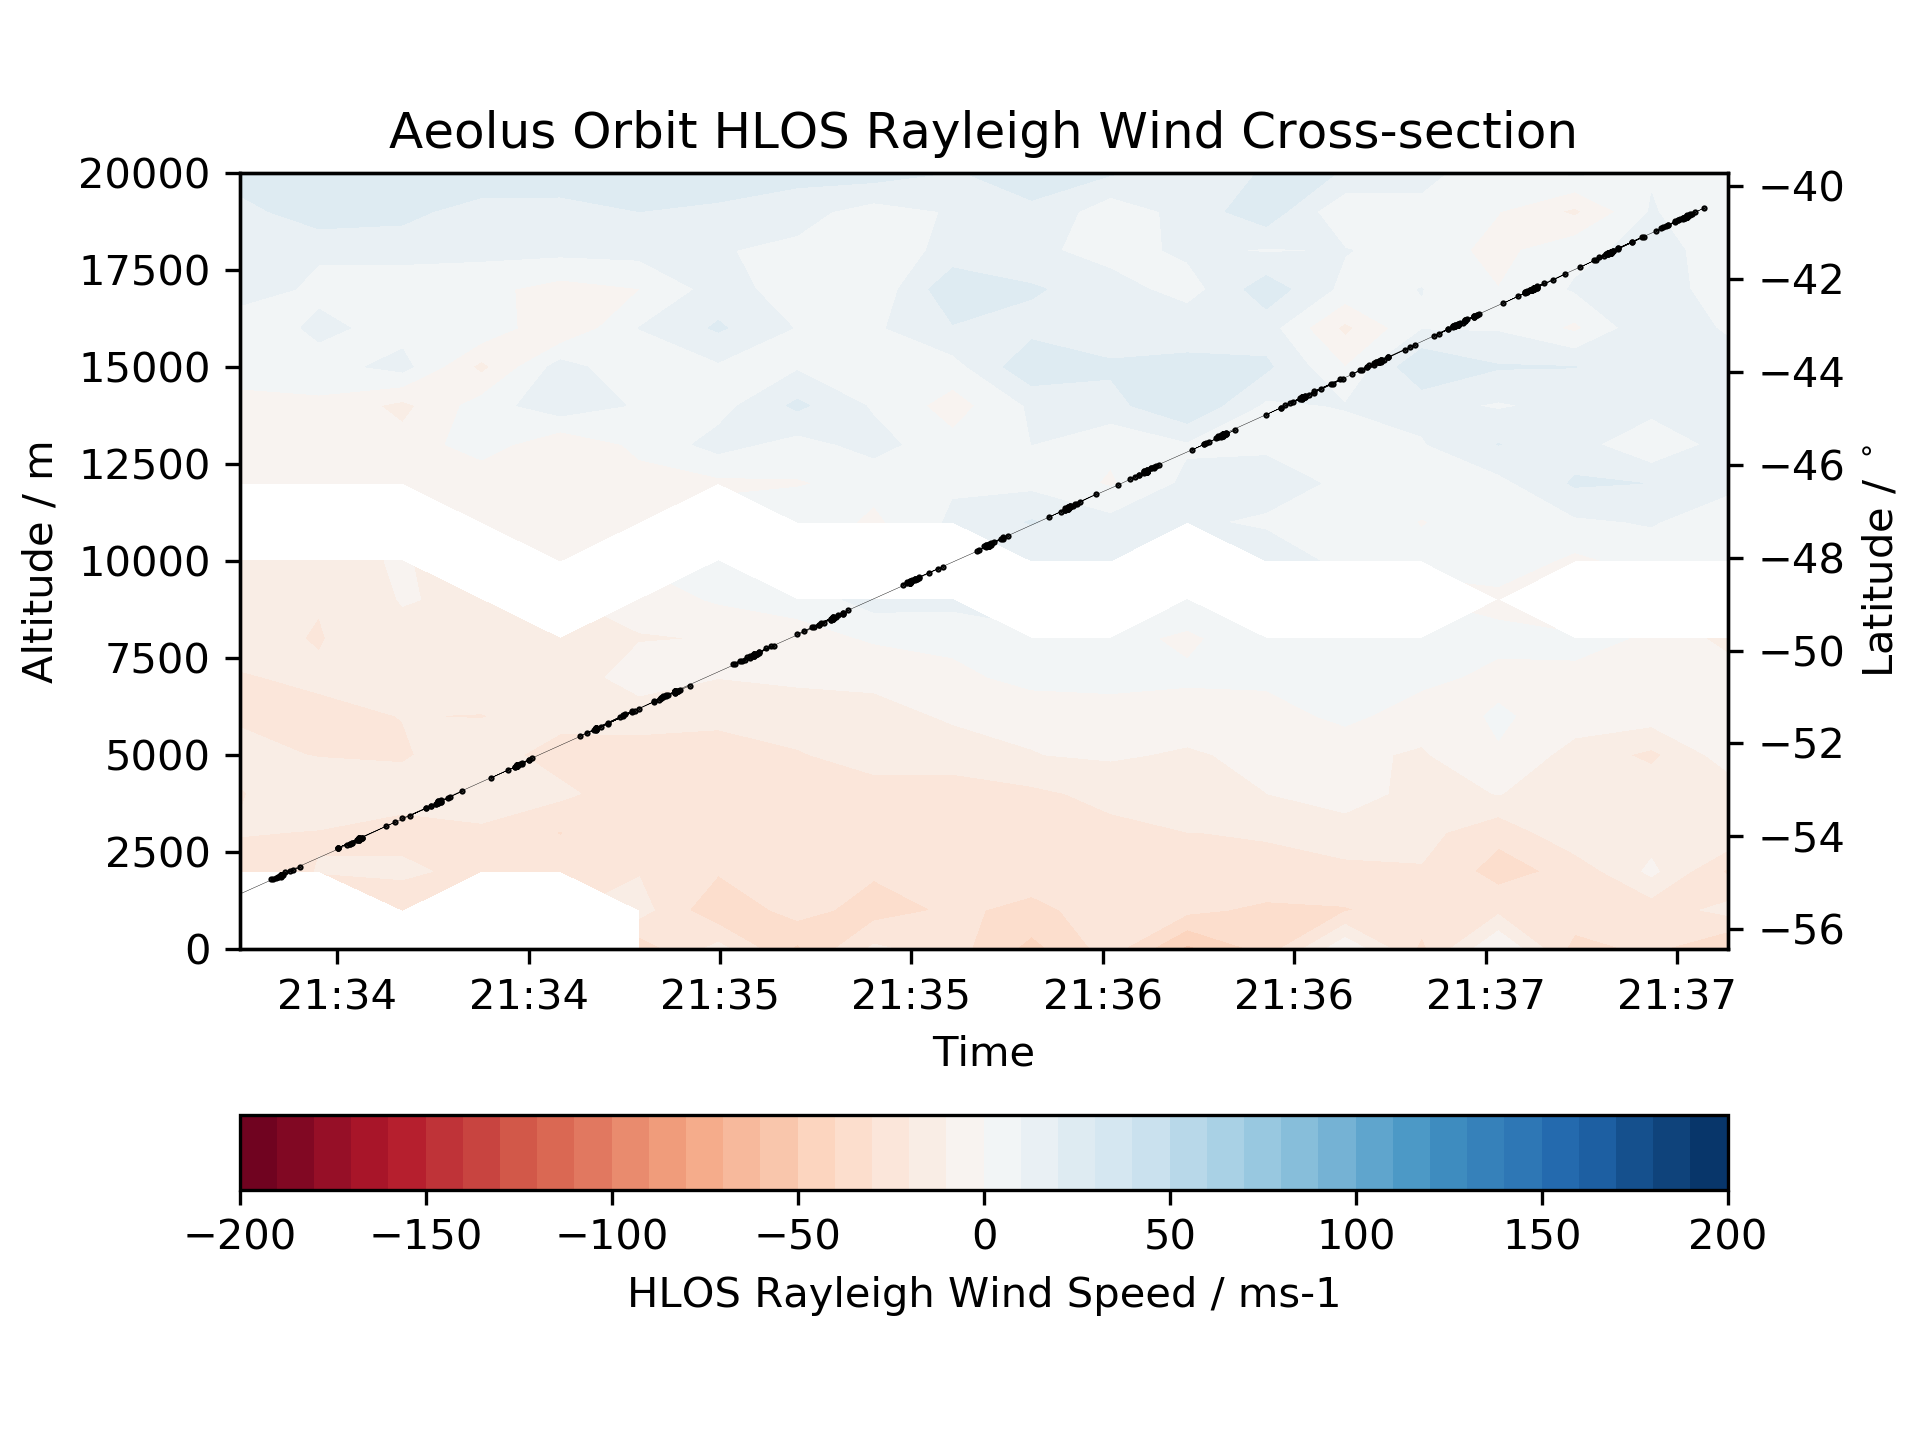 Aeolus Orbit HLOS Rayleigh Wind Cross-section
20000
17500
15000
12500
10000
7500
5000
2500
0
Altitude / m
−40
−42
−44
−46
−48
−50
−52
−54
−56
Latitude / °
21:34 21:34 21:35 21:35 21:36 21:36 21:37 21:37
Time
−200 −150 −100 −50 0 50 100 150 200
HLOS Rayleigh Wind Speed / ms-1